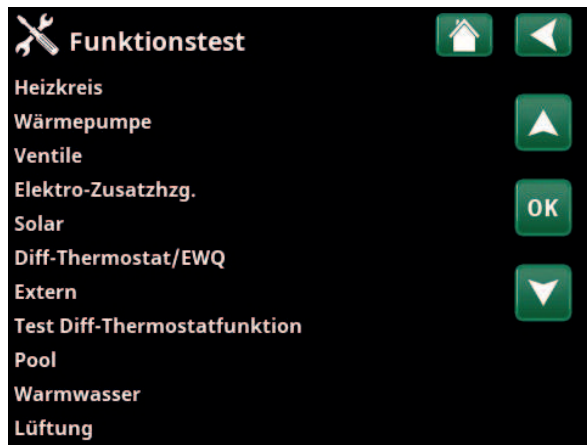 Funktionstest
Heizkreis
Wärmepumpe
Ventile
Elektro-Zusatzhzg.
OK
Solar
Diff-Thermostat/EWQ
Extern
Test Diff-Thermostatfunktion
Pool
Warmwasser
Lüftung